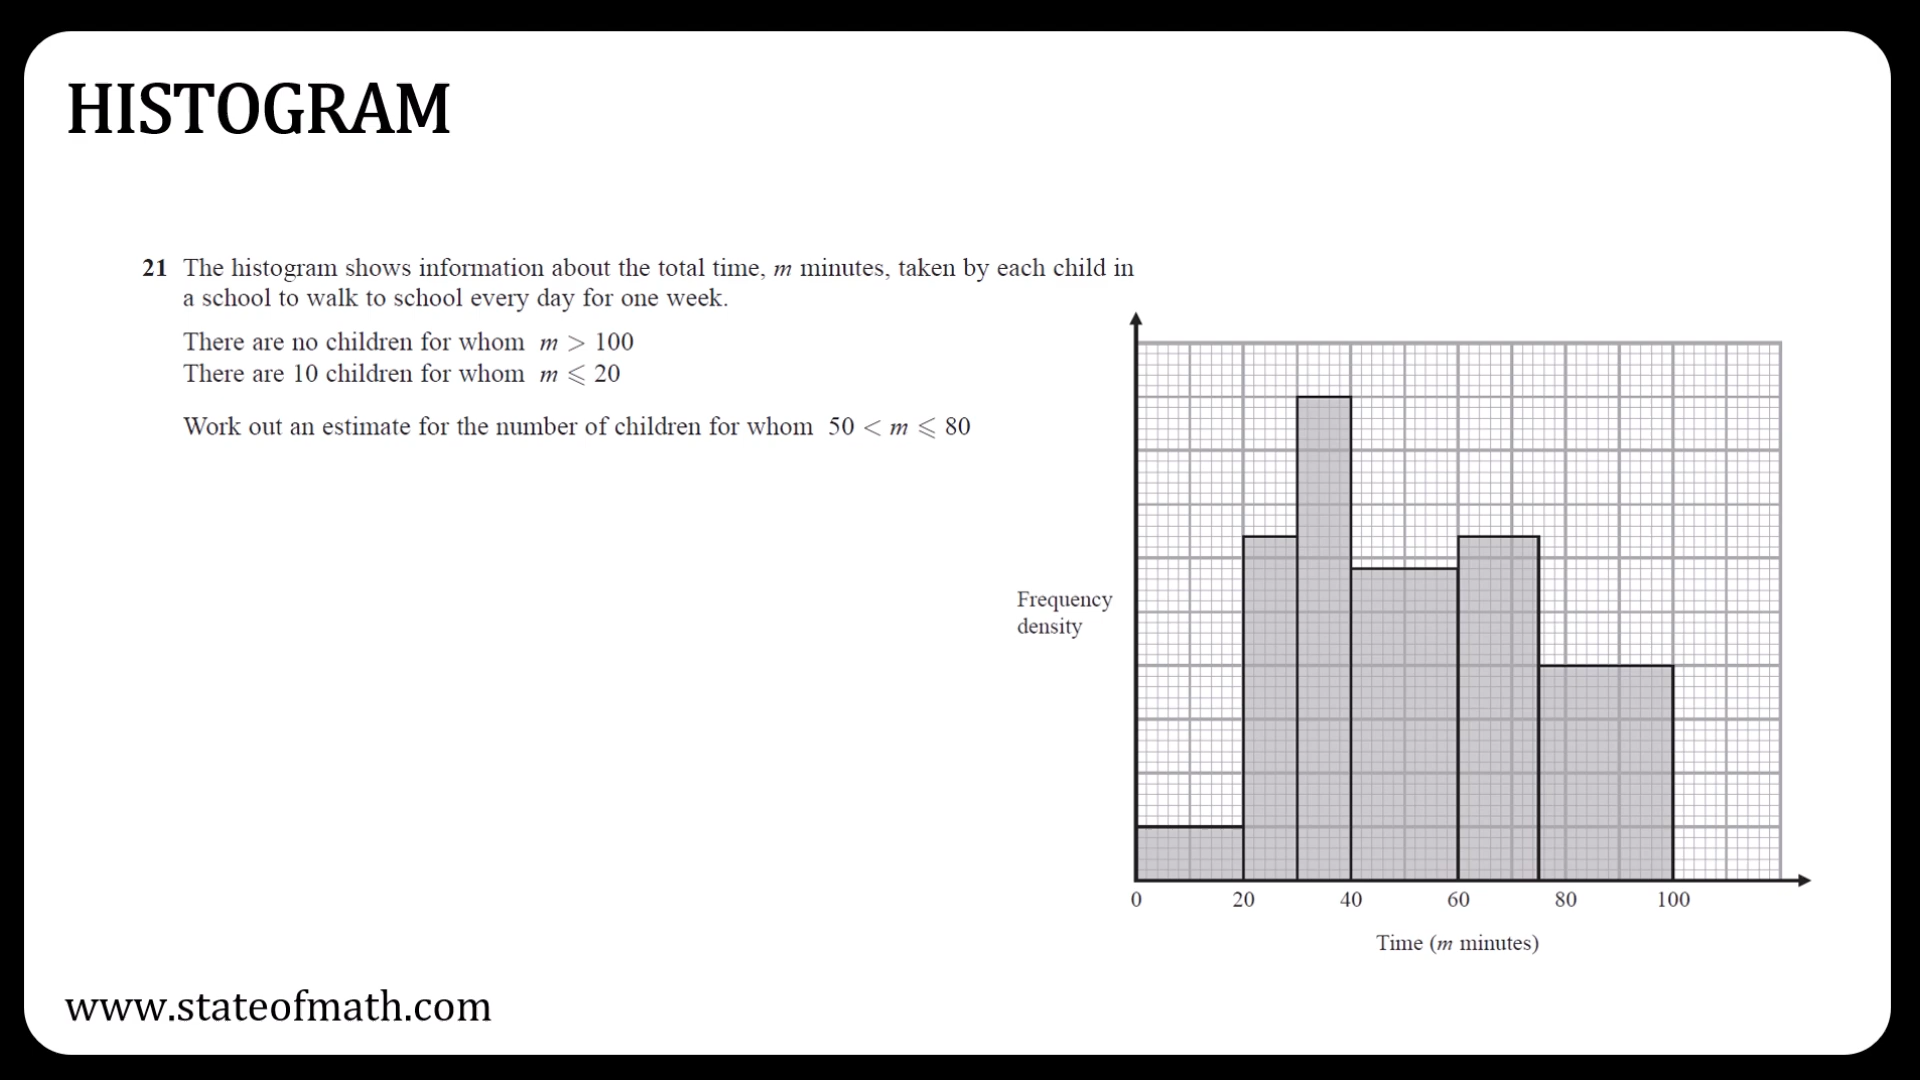 HISTOGRAM
21 The histogram shows information about the total time, m minutes, taken by each child in
a school to walk to school every day for one week.
There are no children for whom m > 100
There are 10 children for whom m ⩽ 20
Work out an estimate for the number of children for whom 50 < m ⩽ 80
Frequency
density
0 20 40 60 80 100
Time (m minutes)
www.stateofmath.com